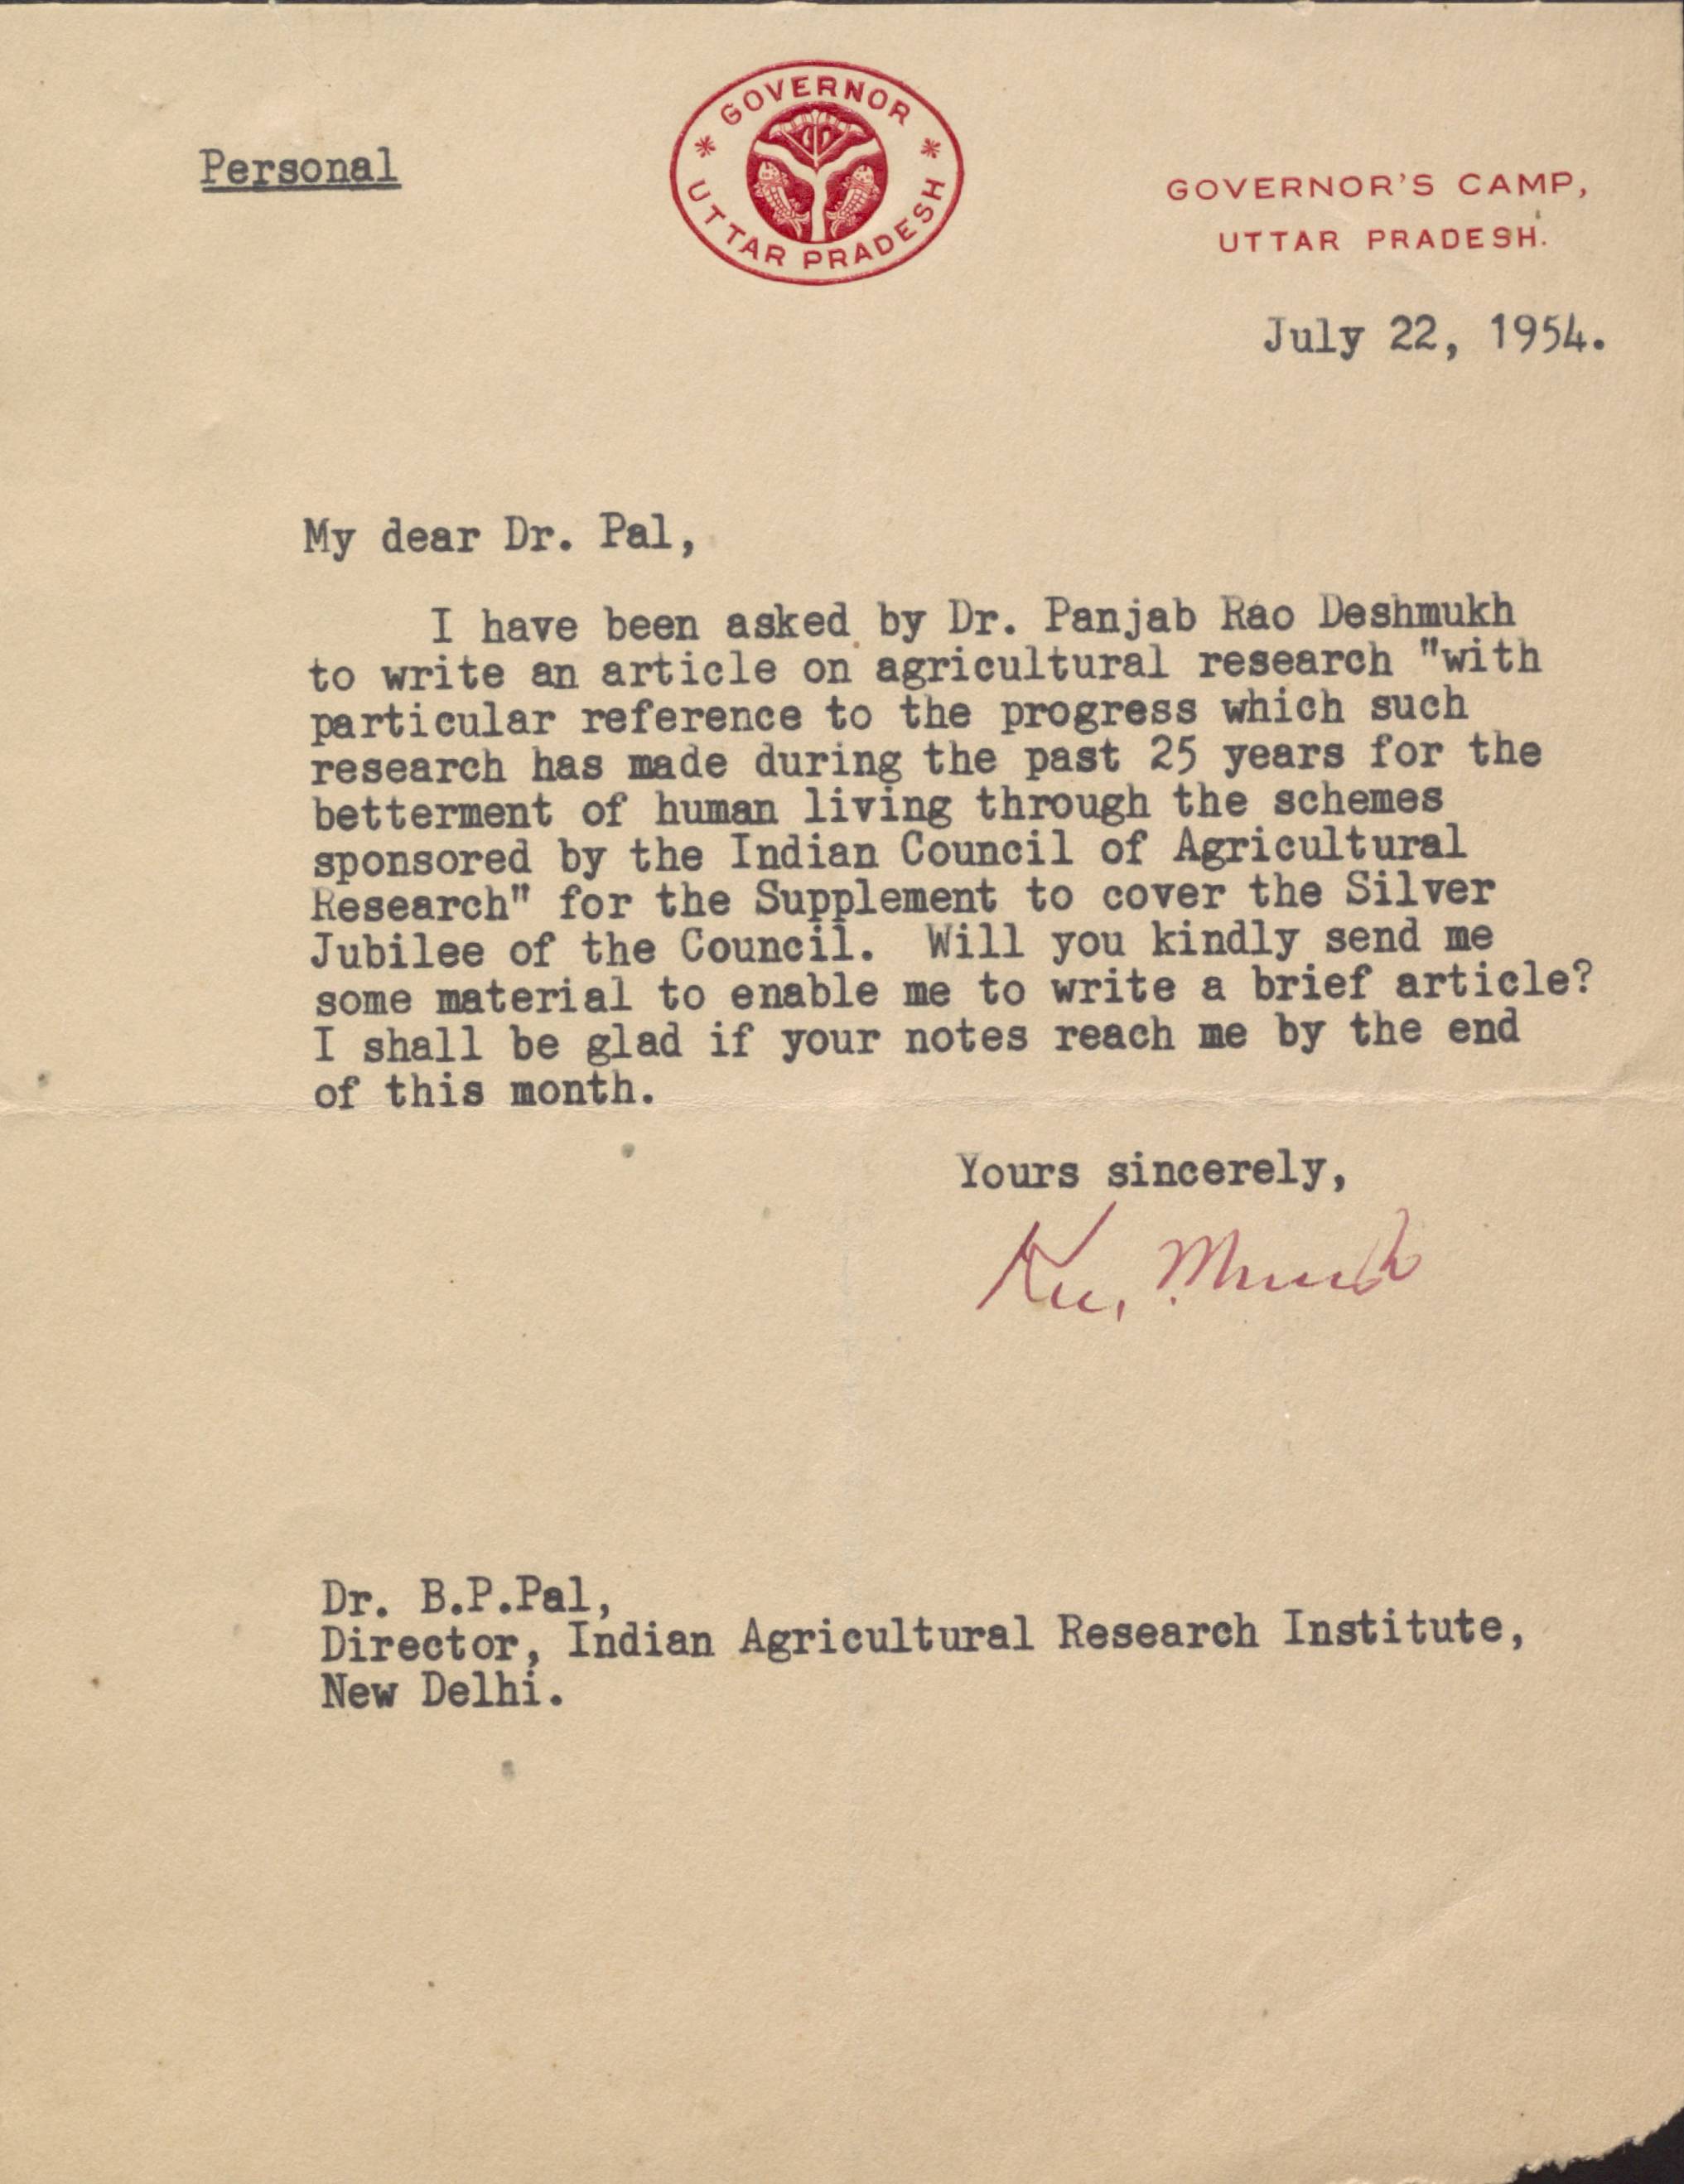 Personal
GOVERNOR
UTTAR PRADESH
GOVERNOR'S CAMP,
UTTAR PRADESH.
July 22, 1954.
My dear Dr. Pal,
I have been asked by Dr. Panjab Rao Deshmukh
to write an article on agricultural research "with
particular reference to the progress which such
research has made during the past 25 years for the
betterment of human living through the schemes
sponsored by the Indian Council of Agricultural
Research" for the Supplement to cover the Silver
Jubilee of the Council. Will you kindly send me
some material to enable me to write a brief article?
I shall be glad if your notes reach me by the end
of this month.
Yours sincerely,
Dr. B.P.Pal,
Director, Indian Agricultural Research Institute,
New Delhi.